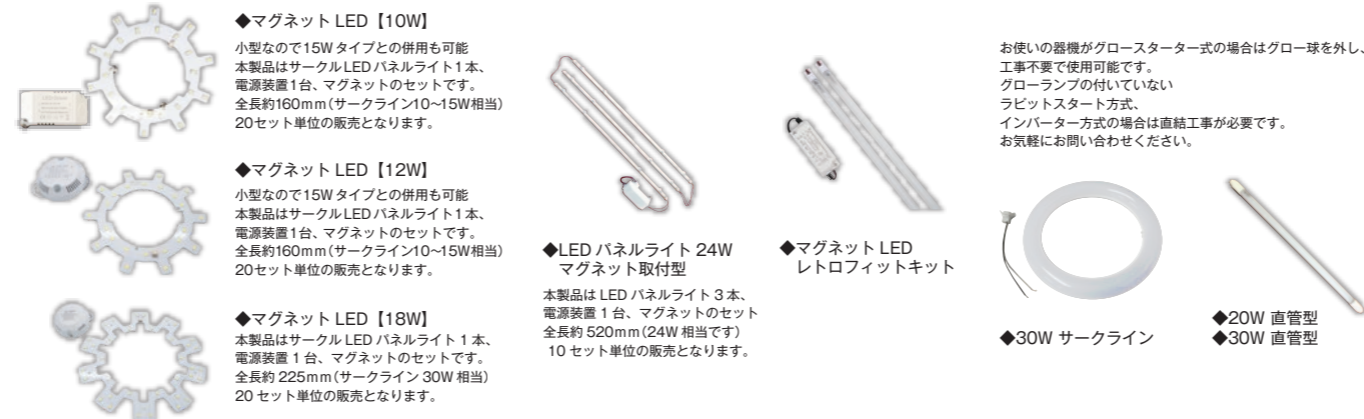 ◆マグネット LED【10W】
小型なので15Wタイプとの併用も可能
本製品はサークルLEDパネルライト1本、
電源装置1台、マグネットのセットです。
全長約160mm(サークライン10~15W相当)
20セット単位の販売となります。
◆マグネット LED【12W】
小型なので15Wタイプとの併用も可能
本製品はサークルLEDパネルライト1本、
電源装置1台、マグネットのセットです。
全長約160mm(サークライン10~15W相当)
20セット単位の販売となります。
◆マグネット LED【18W】
本製品はサークル LED パネルライト 1 本、
電源装置 1 台、マグネットのセットです。
全長約 225mm(サークライン 30W 相当)
20 セット単位の販売となります。
◆LED パネルライト 24W
マグネット取付型
本製品は LED パネルライト 3 本、
電源装置 1 台、マグネットのセット
全長約 520mm(24W 相当です)
10 セット単位の販売となります。
◆マグネット LED
レトロフィットキット
お使いの器機がグロースターター式の場合はグロー球を外し、
工事不要で使用可能です。
グローランプの付いていない
ラビットスタート方式、
インバーター方式の場合は直結工事が必要です。
お気軽にお問い合わせください。
◆30W サークライン
◆20W 直管型
◆30W 直管型